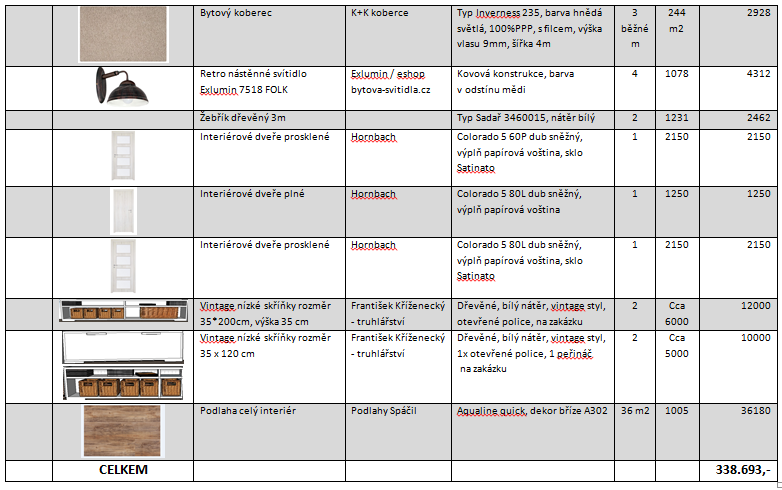 Bytový koberec
K+K koberce
Typ Inverness 235, barva hnědá
světlá, 100%PPP, s filcem, výška
vlasu 9mm, šířka 4m
3
běžné
m
244
m2
2928
Retro nástěnné svítidlo
Exlumin 7518 FOLK
Exlumin / eshop
bytova-svitidla.cz
Kovová konstrukce, barva
v odstínu mědi
4
1078
4312
Žebřík dřevěný 3m
Typ Sadař 3460015, nátěr bílý
2
1231
2462
Interiérové dveře prosklené
Hornbach
Colorado 5 60P dub sněžný,
výplň papírová voština, sklo
Satinato
1
2150
2150
Interiérové dveře plné
Hornbach
Colorado 5 80L dub sněžný,
výplň papírová voština
1
1250
1250
Interiérové dveře prosklené
Hornbach
Colorado 5 80L dub sněžný,
výplň papírová voština, sklo
Satinato
1
2150
2150
Vintage nízké skříňky rozměr
35*200cm, výška 35 cm
František Kříženecký
- truhlářství
Dřevěné, bílý nátěr, vintage styl,
otevřené police, na zakázku
2
Cca
6000
12000
Vintage nízké skříňky rozměr
35 x 120 cm
František Kříženecký
- truhlářství
Dřevěné, bílý nátěr, vintage styl,
1x otevřené police, 1 peřináč
na zakázku
2
Cca
5000
10000
Podlaha celý interiér
Podlahy Spáčil
Aqualine quick, dekor bříze A302
36 m2
1005
36180
CELKEM
338.693,-